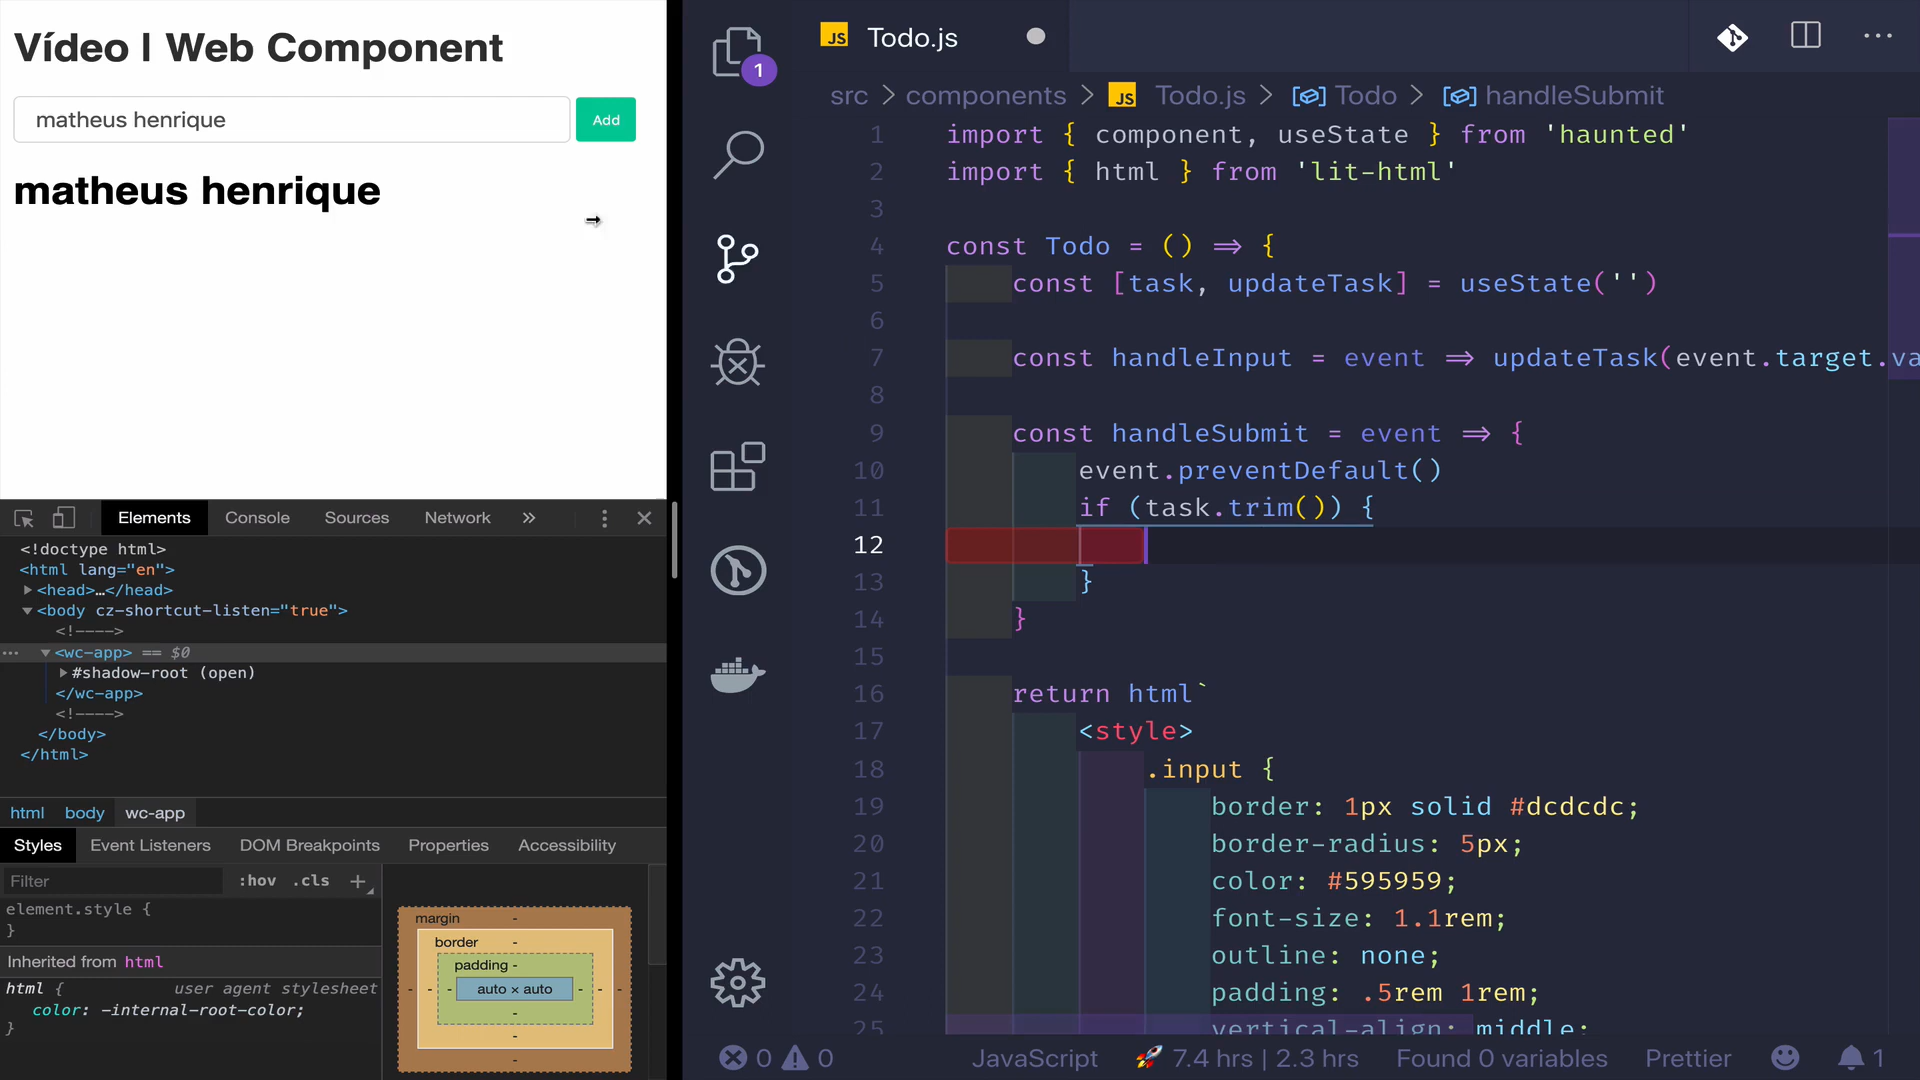 Vídeo | Web Component
matheus henrique
Add
matheus henrique
Elements Console Sources Network »
<!doctype html>
<html lang="en">
▶<head>…</head>
▼<body cz-shortcut-listen="true">
<!---->
▼<wc-app> == $0
▶#shadow-root (open)
</wc-app>
<!---->
</body>
</html>
html body wc-app
Styles Event Listeners DOM Breakpoints Properties Accessibility
Filter :hov .cls +
element.style {
}
Inherited from html
html { user agent stylesheet
color: -internal-root-color;
}
margin -
border -
padding -
- - - auto × auto - - -
-
-
-
1
JS Todo.js
src > components > JS Todo.js > Todo > handleSubmit
1 import { component, useState } from 'haunted'
2 import { html } from 'lit-html'
3
4 const Todo = () => {
5 const [task, updateTask] = useState('')
6
7 const handleInput = event => updateTask(event.target.va
8
9 const handleSubmit = event => {
10 event.preventDefault()
11 if (task.trim()) {
12
13 }
14 }
15
16 return html`
17 <style>
18 .input {
19 border: 1px solid #dcdcdc;
20 border-radius: 5px;
21 color: #595959;
22 font-size: 1.1rem;
23 outline: none;
24 padding: .5rem 1rem;
25 vertical-align: middle;
0 0 JavaScript 🚀 7.4 hrs | 2.3 hrs Found 0 variables Prettier 1